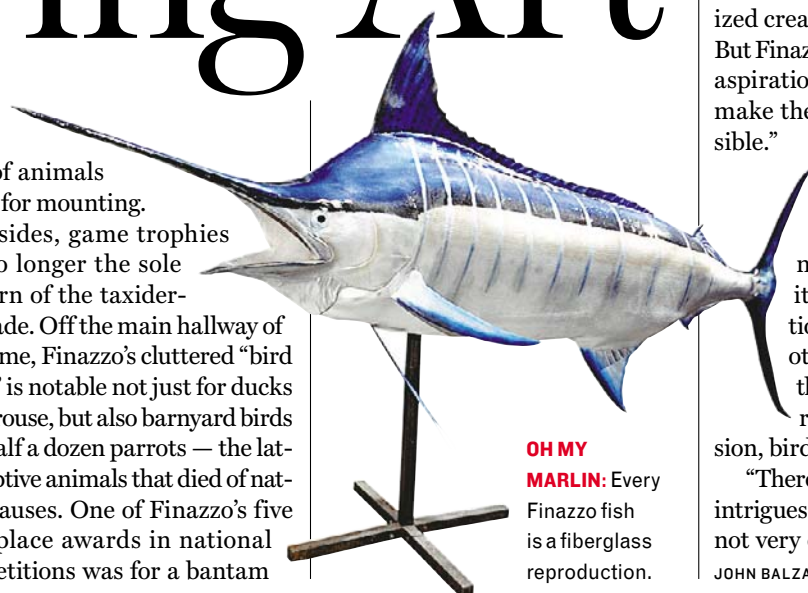 ing Art
of animals
for mounting.
sides, game trophies
longer the sole
rn of the taxider-
ade. Off the main hallway of
me, Finazzo's cluttered "bird
is notable not just for ducks
rouse, but also barnyard birds
alf a dozen parrots — the lat-
ptive animals that died of nat-
auses. One of Finazzo's five
place awards in national
etitions was for a bantam
OH MY
MARLIN: Every
Finazzo fish
is a fiberglass
reproduction.
ized crea
But Finaz
aspiratio
make the
sible."
n
it
tic
ot
th
r
sion, bird
"There
intrigues
not very
JOHN BALZA